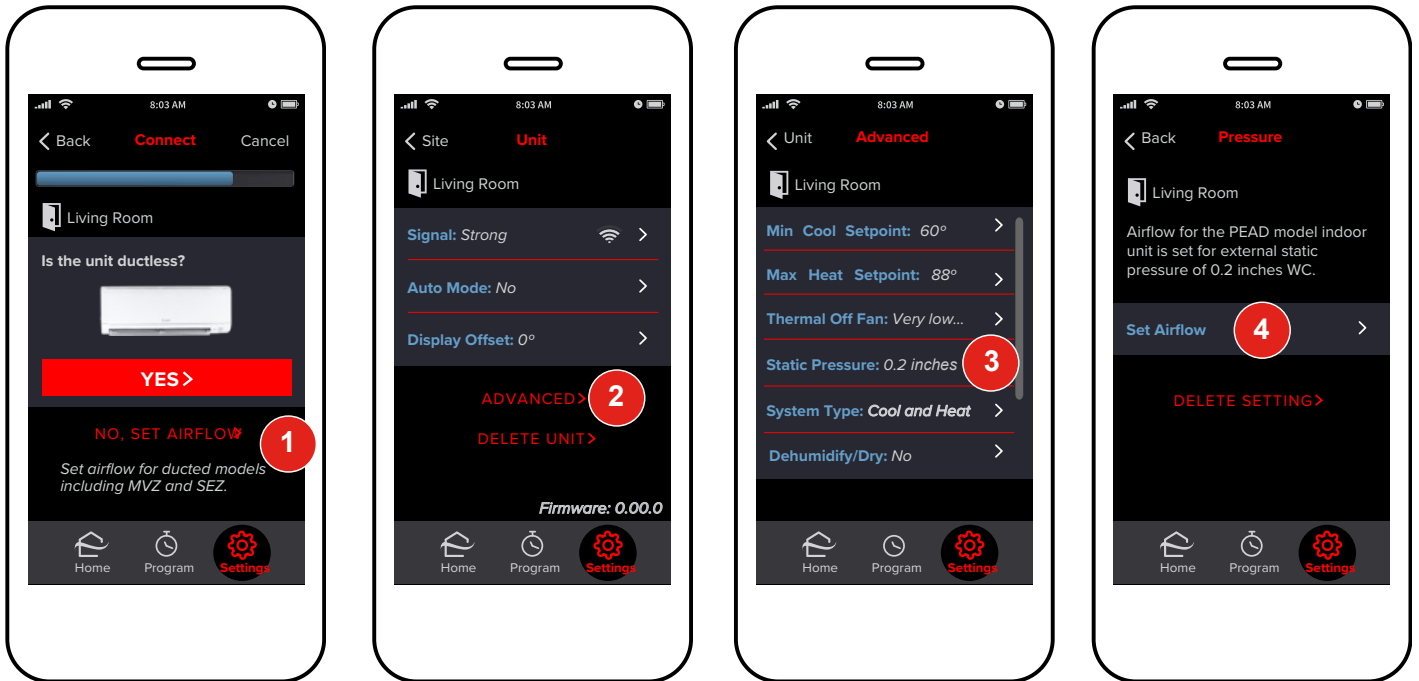 8:03 AM
Back Connect Cancel
Living Room
Is the unit ductless?
YES>
NO, SET AIRFLOW
1
Set airflow for ducted models
including MVZ and SEZ.
Home Program Settings
8:03 AM
Site Unit
Living Room
Signal: Strong
Auto Mode: No
Display Offset: 0°
ADVANCED>
2
DELETE UNIT>
Firmware: 0.00.0
Home Program Settings
8:03 AM
Unit Advanced
Living Room
Min Cool Setpoint: 60°
Max Heat Setpoint: 88°
Thermal Off Fan: Very low...
Static Pressure: 0.2 inches
3
System Type: Cool and Heat
Dehumidify/Dry: No
Home Program Settings
8:03 AM
Back Pressure
Living Room
Airflow for the PEAD model indoor
unit is set for external static
pressure of 0.2 inches WC.
Set Airflow
4
DELETE SETTING>
Home Program Settings